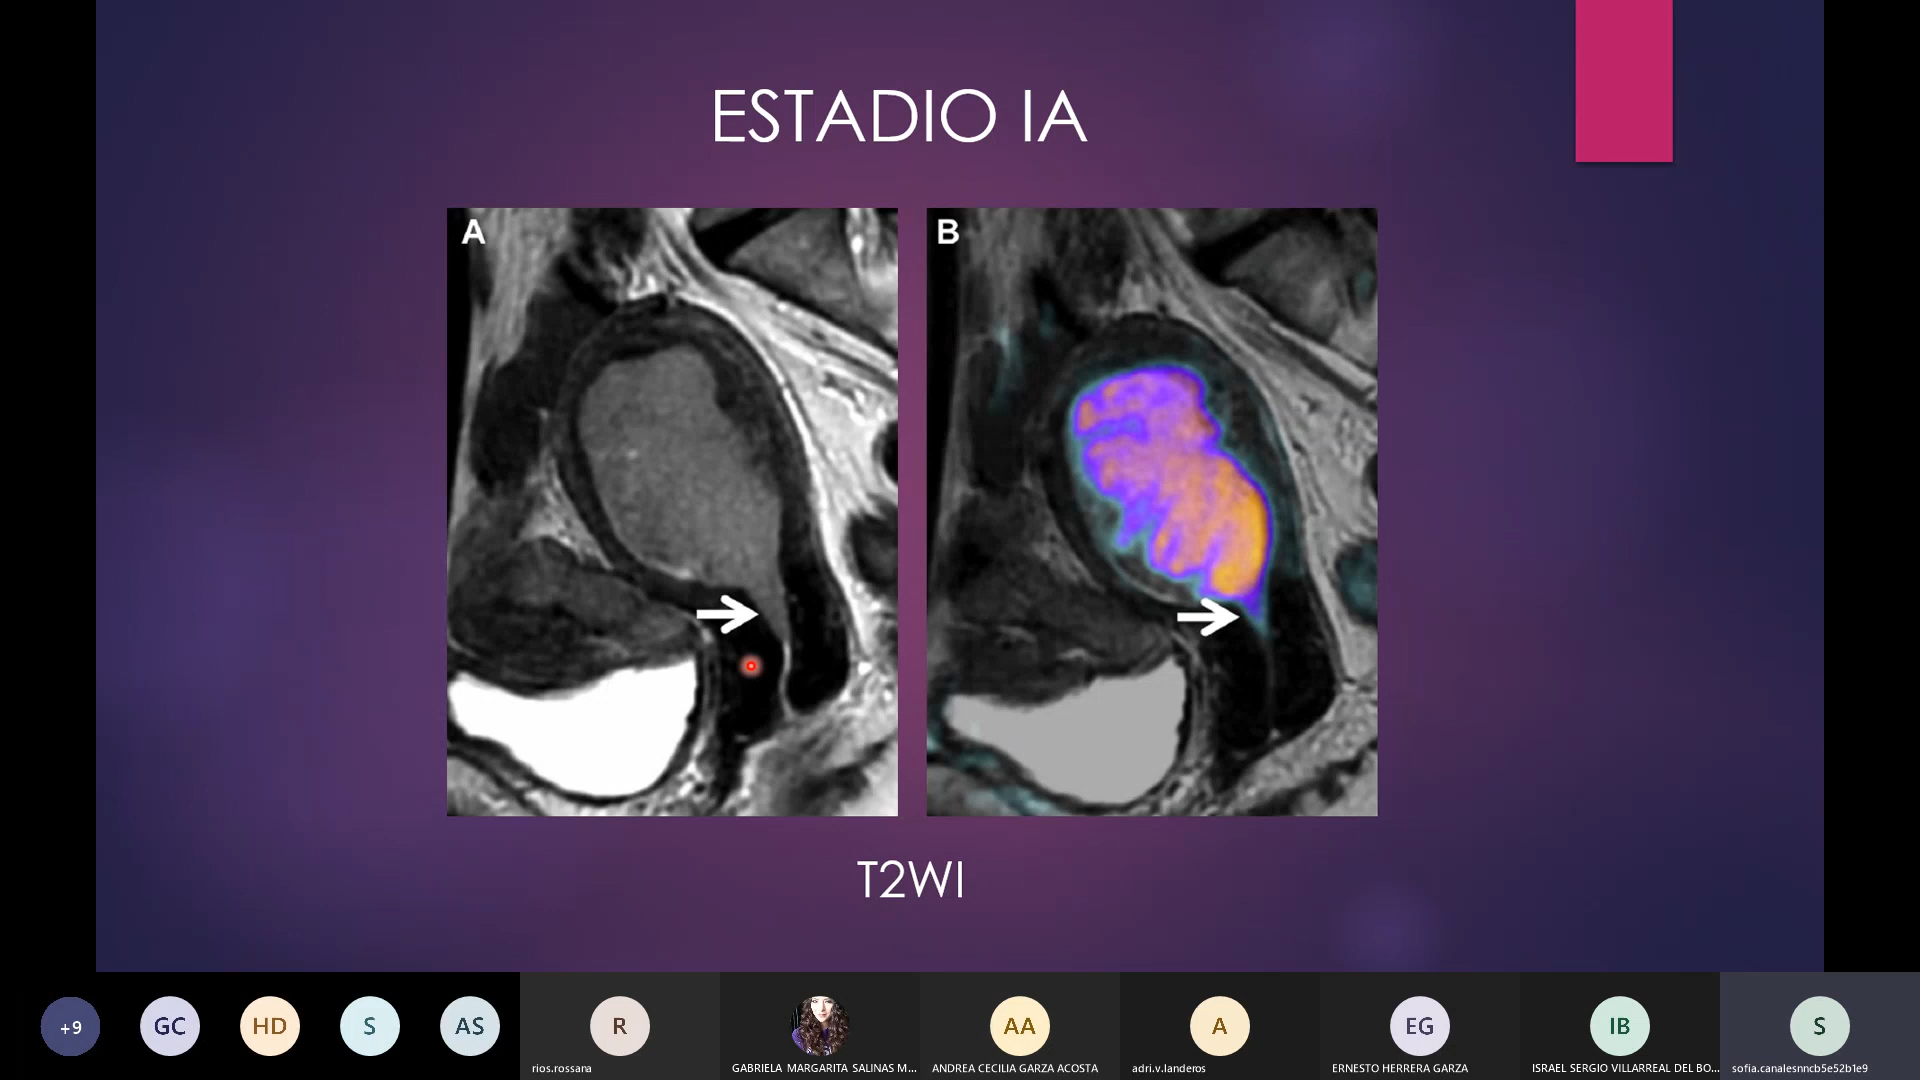 ESTADIO IA
A
B
T2WI
+9
GC
HD
S
AS
R
AA
A
EG
IB
S
rios.rossana
GABRIELA MARGARITA SALINAS M...
ANDREA CECILIA GARZA ACOSTA
adri.v.landeros
ERNESTO HERRERA GARZA
ISRAEL SERGIO VILLARREAL DEL BO...
sofia.canalesnncb5e52b1e9